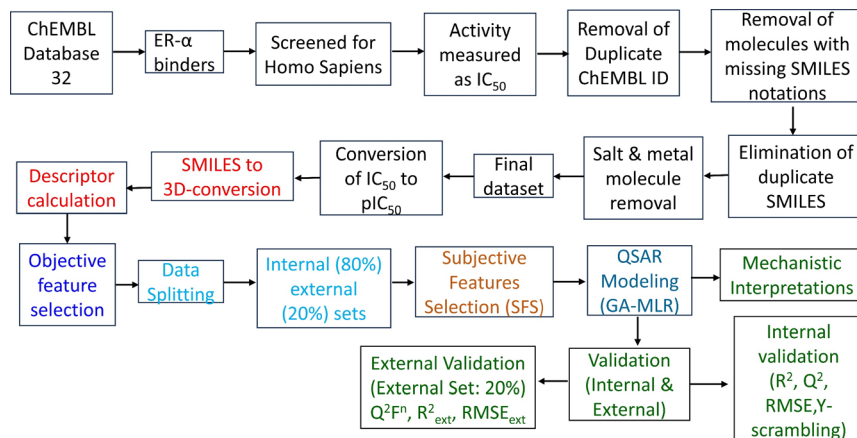 ChEMBL
Database
32
ER-α
binders
Screened for
Homo Sapiens
Activity
measured
as IC₅₀
Removal of
Duplicate
ChEMBL ID
Removal of
molecules with
missing SMILES
notations
Elimination of
duplicate
SMILES
Salt & metal
molecule
removal
Final
dataset
Conversion
of IC₅₀ to
pIC₅₀
SMILES to
3D-conversion
Descriptor
calculation
Objective
feature
selection
Data
Splitting
Internal (80%)
external
(20%) sets
Subjective
Features
Selection (SFS)
QSAR
Modeling
(GA-MLR)
Mechanistic
Interpretations
Validation
(Internal &
External)
External Validation
(External Set: 20%)
Q²Fⁿ, R²ₑₓₜ, RMSEₑₓₜ
Internal
validation
(R², Q²,
RMSE,Y-
scrambling)